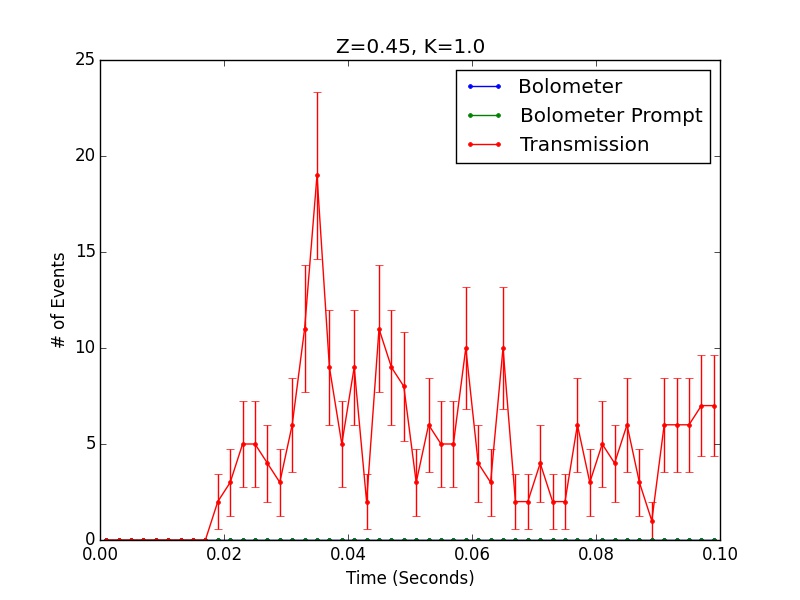 Z=0.45, K=1.0
25
Bolometer
Bolometer Prompt
Transmission
20
15
# of Events
10
5
0
0.00 0.02 0.04 0.06 0.08 0.10
Time (Seconds)